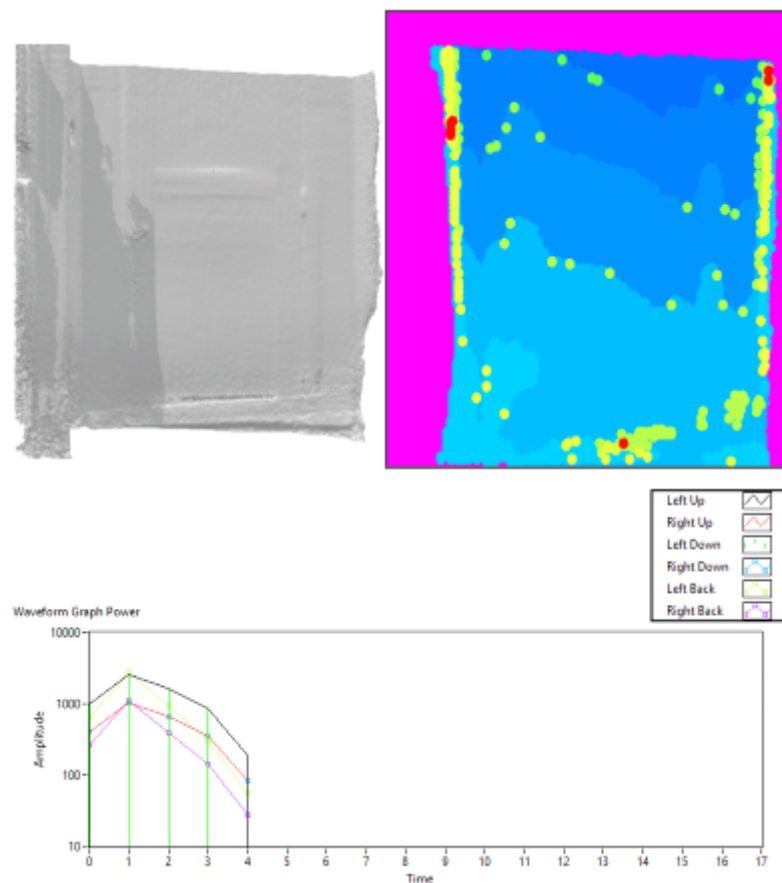 Left Up
Right Up
Left Down
Right Down
Left Back
Right Back
Waveform Graph Power
10000
1000
100
10
Amplitude
0 1 2 3 4 5 6 7 8 9 10 11 12 13 14 15 16 17
Time